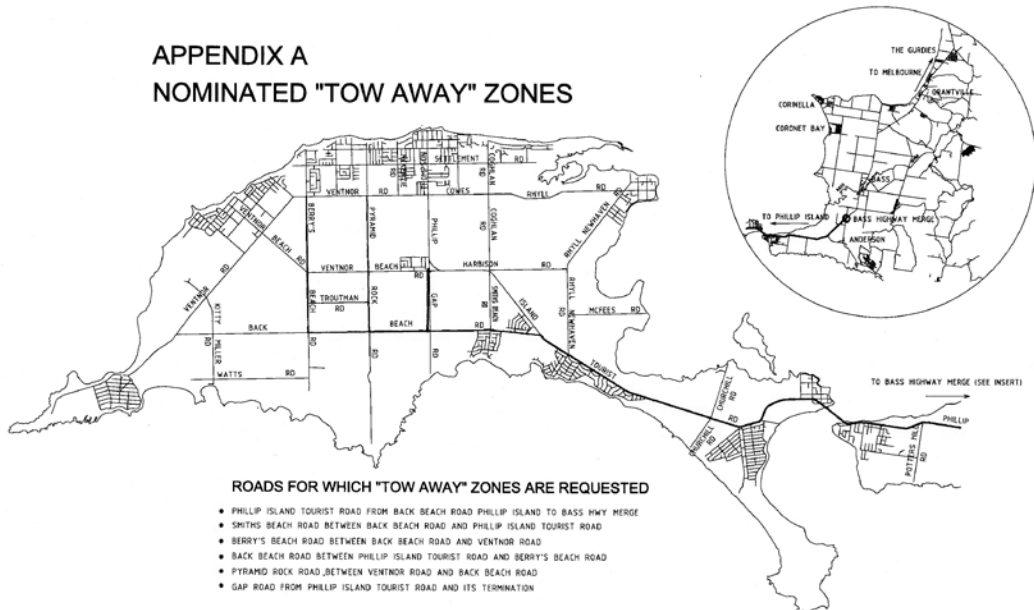 APPENDIX A
NOMINATED "TOW AWAY" ZONES
THE GURDIES
TO MELBOURNE
GRANTVILLE
CORINELLA
CORONET BAY
BASS
TO PHILLIP ISLAND
BASS HIGHWAY MERGE
ANDERSON
SETTLEMENT RD
COGHLAN
RD
VENTNOR RD
COWES
RHYLL RD
VENTNOR
BEACH
RD
BERRY'S
BEACH
RD
PYRAMID
ROCK
RD
PHILLIP
GAP
RD
COGHLAN
RD
RHYLL NEWHAVEN
VENTNOR BEACH RD
HARBISON RD
SMITHS BEACH
RD
ISLAND
RHYLL
NEWHAVEN
RD
VENTNOR RD
TROUTMAN
RD
MCFEES RD
KITTY
MILLER
RD
BACK BEACH RD
WATTS RD
TOURIST
RD
CHURCHILL
RD
CHURCHILL
RD
TO BASS HIGHWAY MERGE (SEE INSERT)
PHILLIP
POTTERS HILL
RD
ROADS FOR WHICH "TOW AWAY" ZONES ARE REQUESTED
• PHILLIP ISLAND TOURIST ROAD FROM BACK BEACH ROAD PHILLIP ISLAND TO BASS HWY MERGE
• SMITHS BEACH ROAD BETWEEN BACK BEACH ROAD AND PHILLIP ISLAND TOURIST ROAD
• BERRY'S BEACH ROAD BETWEEN BACK BEACH ROAD AND VENTNOR ROAD
• BACK BEACH ROAD BETWEEN PHILLIP ISLAND TOURIST ROAD AND BERRY'S BEACH ROAD
• PYRAMID ROCK ROAD ,BETWEEN VENTNOR ROAD AND BACK BEACH ROAD
• GAP ROAD FROM PHILLIP ISLAND TOURIST ROAD AND ITS TERMINATION